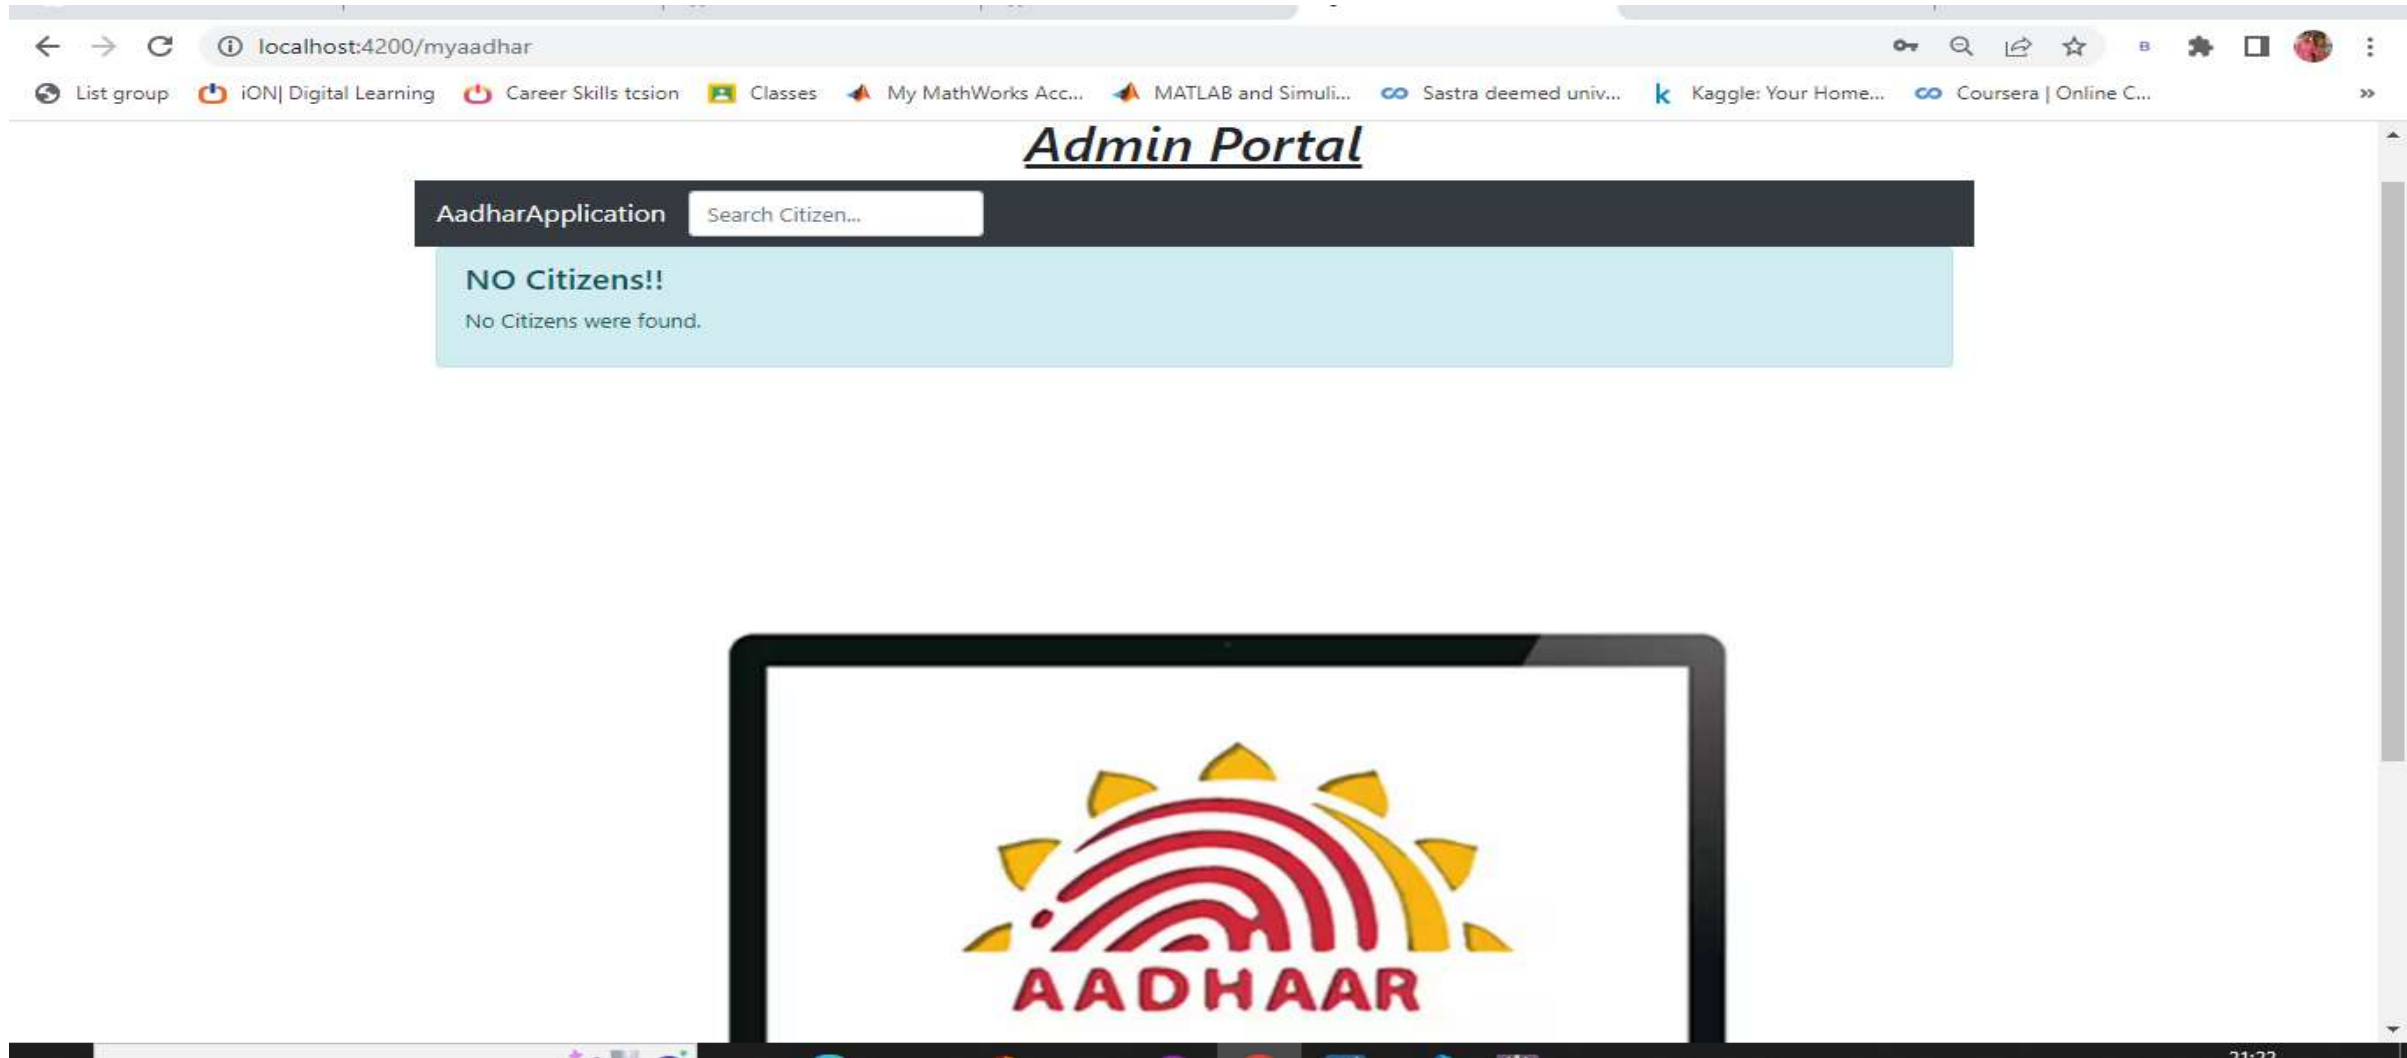 localhost:4200/myaadhar
B
List group iON| Digital Learning Career Skills tcsion Classes My MathWorks Acc... MATLAB and Simuli... Sastra deemed univ... Kaggle: Your Home... Coursera | Online C... »
Admin Portal
AadharApplication Search Citizen...
NO Citizens!!
No Citizens were found.
AADHAAR